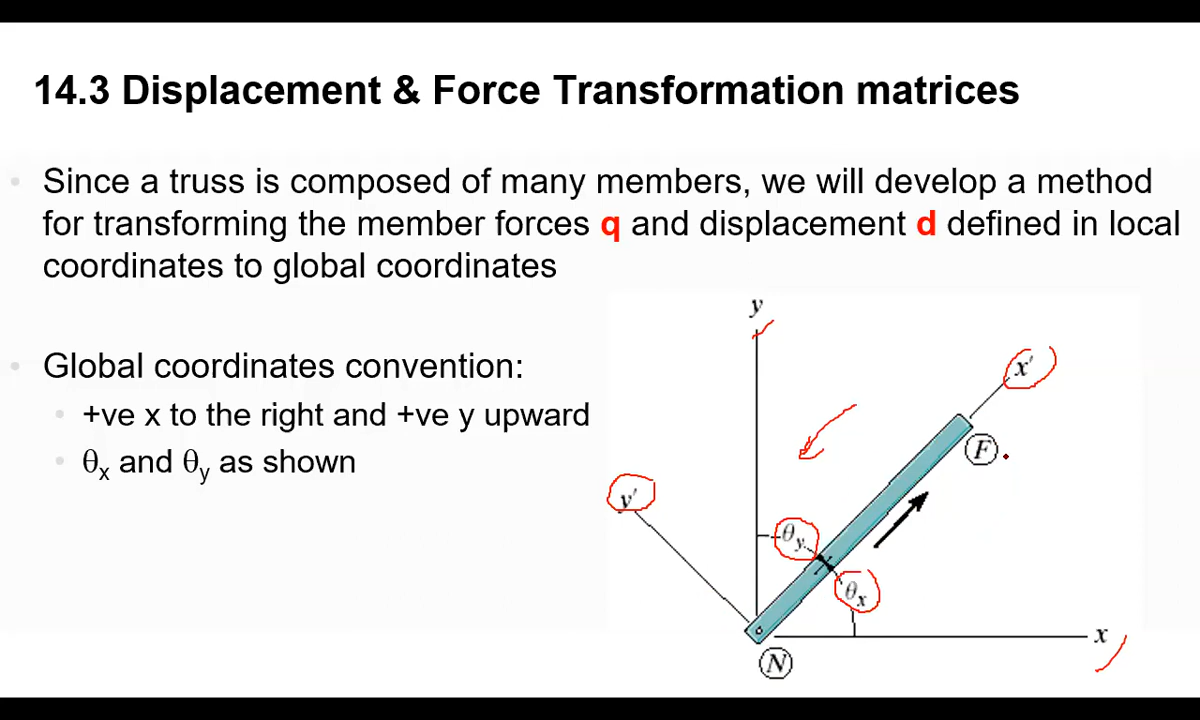 14.3 Displacement & Force Transformation matrices
Since a truss is composed of many members, we will develop a method
for transforming the member forces q and displacement d defined in local
coordinates to global coordinates
Global coordinates convention:
+ve x to the right and +ve y upward
θx and θy as shown
y
x'
F
y'
θy
θx
x
N